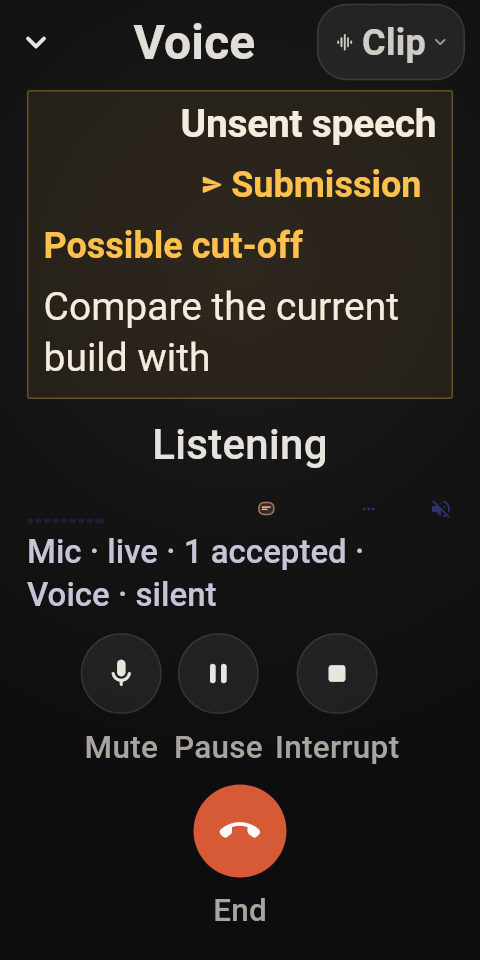 Voice
Clip
Unsent speech
> Submission
Possible cut-off
Compare the current
build with
Listening
Mic · live · 1 accepted ·
Voice · silent
Mute Pause Interrupt
End